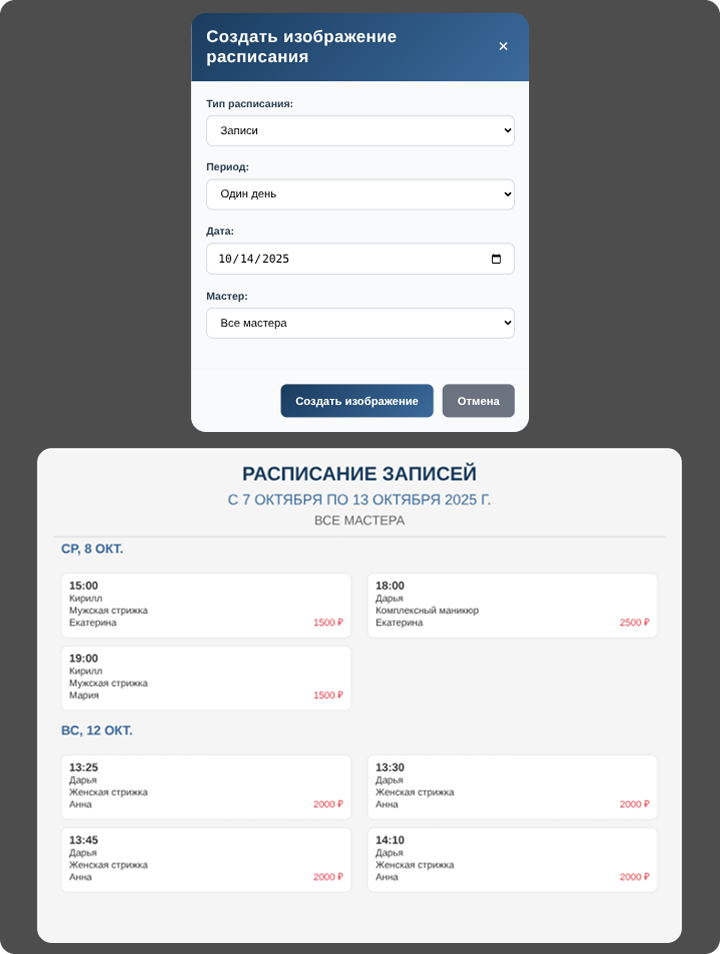 Создать изображение
расписания
×
Тип расписания:
Записи
Период:
Один день
Дата:
10/14/2025
Мастер:
Все мастера
Создать изображение Отмена
РАСПИСАНИЕ ЗАПИСЕЙ
С 7 ОКТЯБРЯ ПО 13 ОКТЯБРЯ 2025 Г.
ВСЕ МАСТЕРА
СР, 8 ОКТ.
15:00
Кирилл
Мужская стрижка
Екатерина 1500 ₽
18:00
Дарья
Комплексный маникюр
Екатерина 2500 ₽
19:00
Кирилл
Мужская стрижка
Мария 1500 ₽
ВС, 12 ОКТ.
13:25
Дарья
Женская стрижка
Анна 2000 ₽
13:30
Дарья
Женская стрижка
Анна 2000 ₽
13:45
Дарья
Женская стрижка
Анна 2000 ₽
14:10
Дарья
Женская стрижка
Анна 2000 ₽